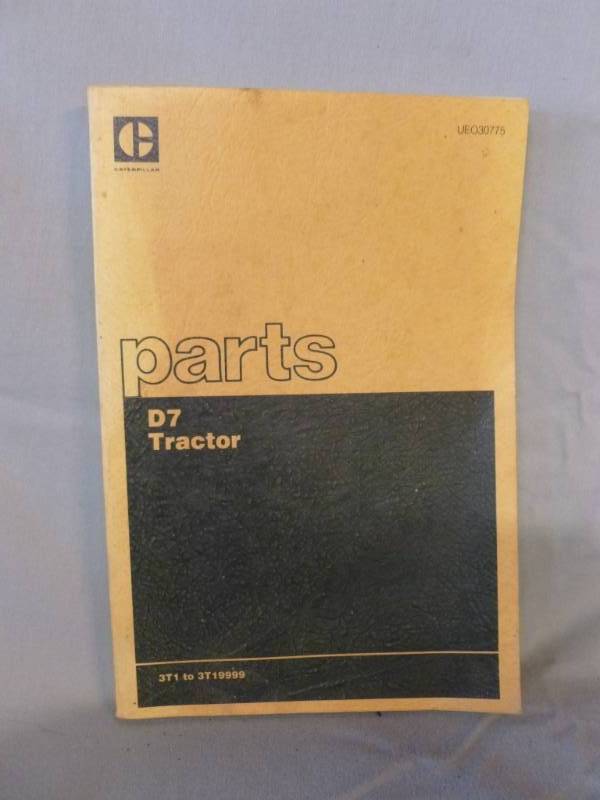 C
CATERPILLAR
UEO30775
parts
D7
Tractor
3T1 to 3T19999